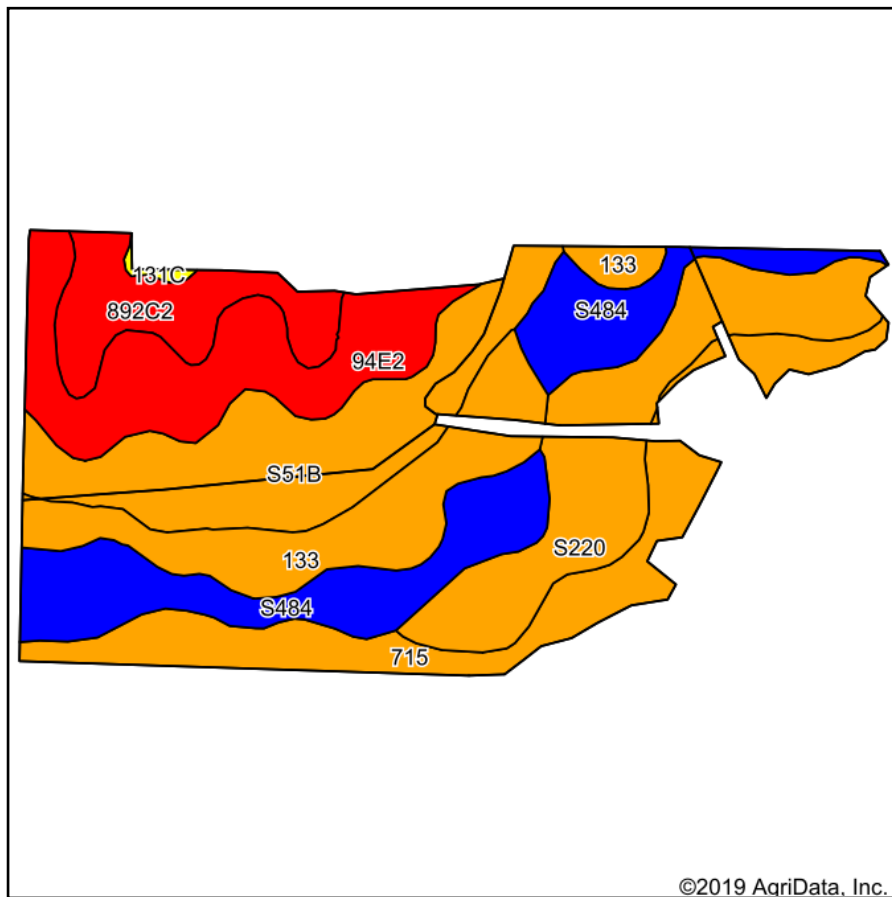 133
131C
S484
892C2
94E2
S51B
S220
133
S484
715
©2019 AgriData, Inc.